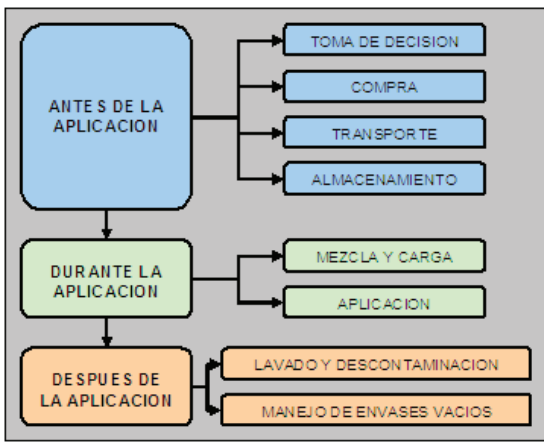 ANTES DE LA
APLICACION
TOMA DE DECISION
COMPRA
TRANSPORTE
ALMACENAMIENTO
DURANTE LA
APLICACION
MEZCLA Y CARGA
APLICACION
DESPUES DE
LA APLICACION
LAVADO Y DESCONTAMINACION
MANEJO DE ENVASES VACIOS